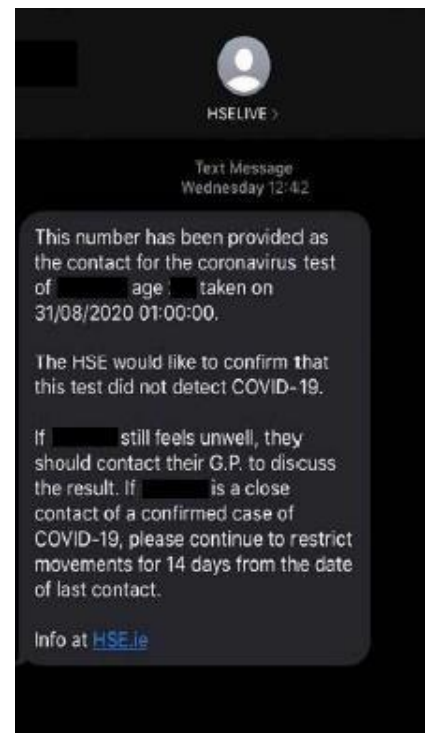 HSELIVE >
Text Message
Wednesday 12:42
This number has been provided as
the contact for the coronavirus test
of age taken on
31/08/2020 01:00:00.
The HSE would like to confirm that
this test did not detect COVID-19.
If still feels unwell, they
should contact their G.P. to discuss
the result. If is a close
contact of a confirmed case of
COVID-19, please continue to restrict
movements for 14 days from the date
of last contact.
Info at HSE.ie